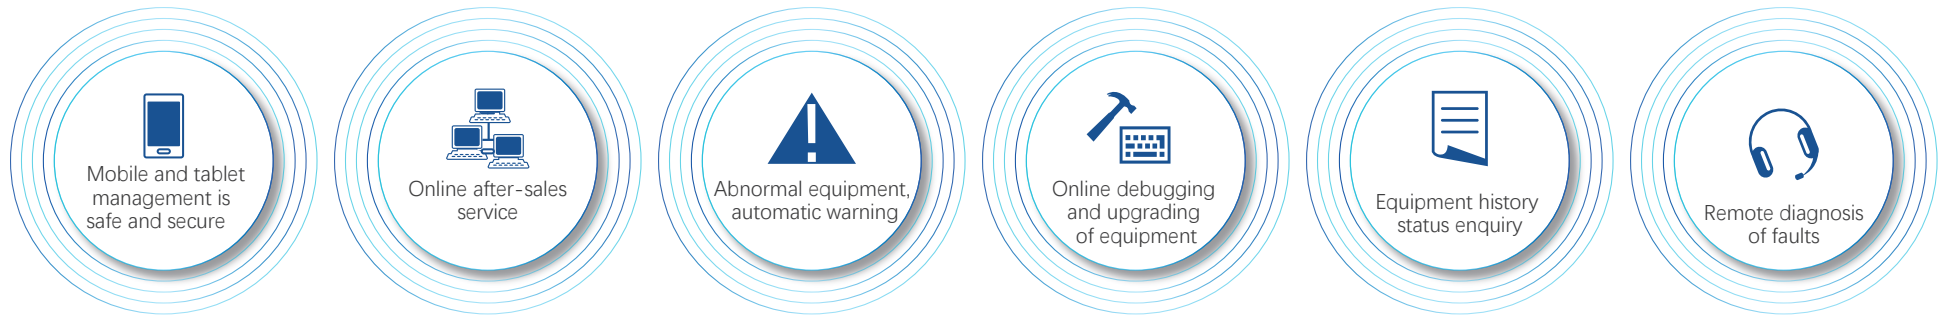 Mobile and tablet
management is
safe and secure
Online after-sales
service
Abnormal equipment,
automatic warning
Online debugging
and upgrading
of equipment
Equipment history
status enquiry
Remote diagnosis
of faults